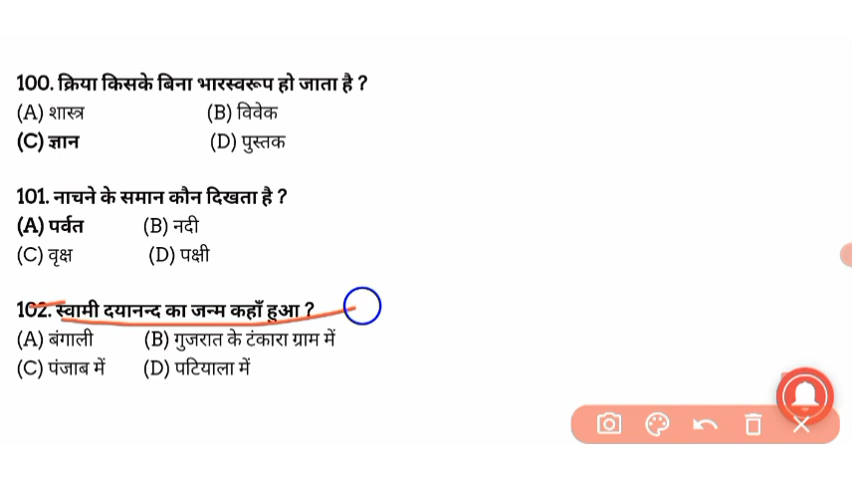 100. क्रिया किसके बिना भारस्वरूप हो जाता है ?
(A) शास्त्र (B) विवेक
(C) ज्ञान (D) पुस्तक
101. नाचने के समान कौन दिखता है ?
(A) पर्वत (B) नदी
(C) वृक्ष (D) पक्षी
102. स्वामी दयानन्द का जन्म कहाँ हुआ ?
(A) बंगाली (B) गुजरात के टंकारा ग्राम में
(C) पंजाब में (D) पटियाला में